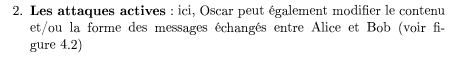 2. Les attaques actives : ici, Oscar peut également modifier le contenu
et/ou la forme des messages échangés entre Alice et Bob (voir fi-
gure 4.2)